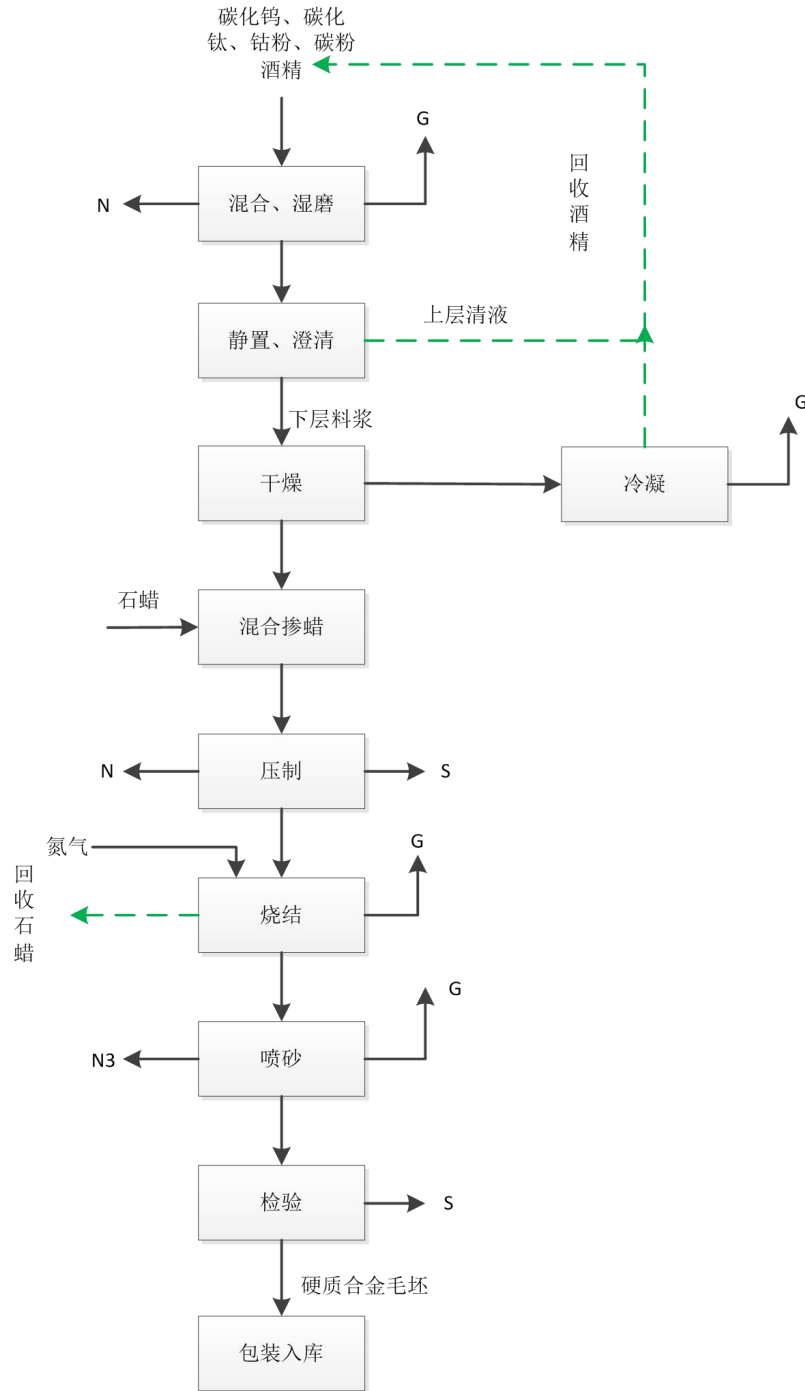 碳化钨、碳化
钛、钴粉、碳粉
酒精
G
回收酒精
N
混合、湿磨
静置、澄清
上层清液
下层料浆
G
干燥
冷凝
石蜡
混合掺蜡
N
压制
S
氮气
G
回收石蜡
烧结
G
N3
喷砂
检验
S
硬质合金毛坯
包装入库